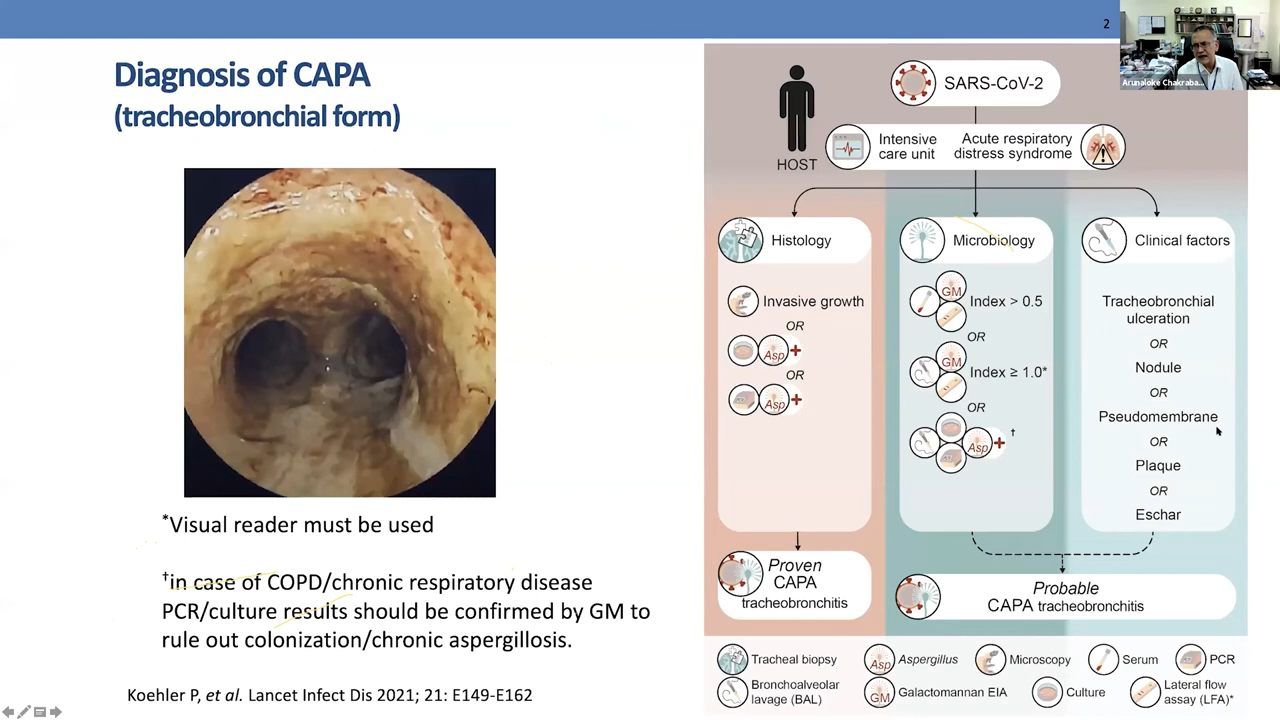 2
Arunaloke Chakraba...
Diagnosis of CAPA
(tracheobronchial form)
*Visual reader must be used
†in case of COPD/chronic respiratory disease
PCR/culture results should be confirmed by GM to
rule out colonization/chronic aspergillosis.
Koehler P, et al. Lancet Infect Dis 2021; 21: E149-E162
SARS-CoV-2
HOST
Intensive
care unit
Acute respiratory
distress syndrome
Histology
Invasive growth
OR
Asp +
OR
Asp +
Proven
CAPA
tracheobronchitis
Microbiology
GM
Index > 0.5
OR
GM
Index ≥ 1.0*
OR
Asp + †
Clinical factors
Tracheobronchial
ulceration
OR
Nodule
OR
Pseudomembrane
OR
Plaque
OR
Eschar
Probable
CAPA tracheobronchitis
Tracheal biopsy
Asp Aspergillus
Microscopy
Serum
PCR
Bronchoalveolar
lavage (BAL)
GM Galactomannan EIA
Culture
Lateral flow
assay (LFA)*